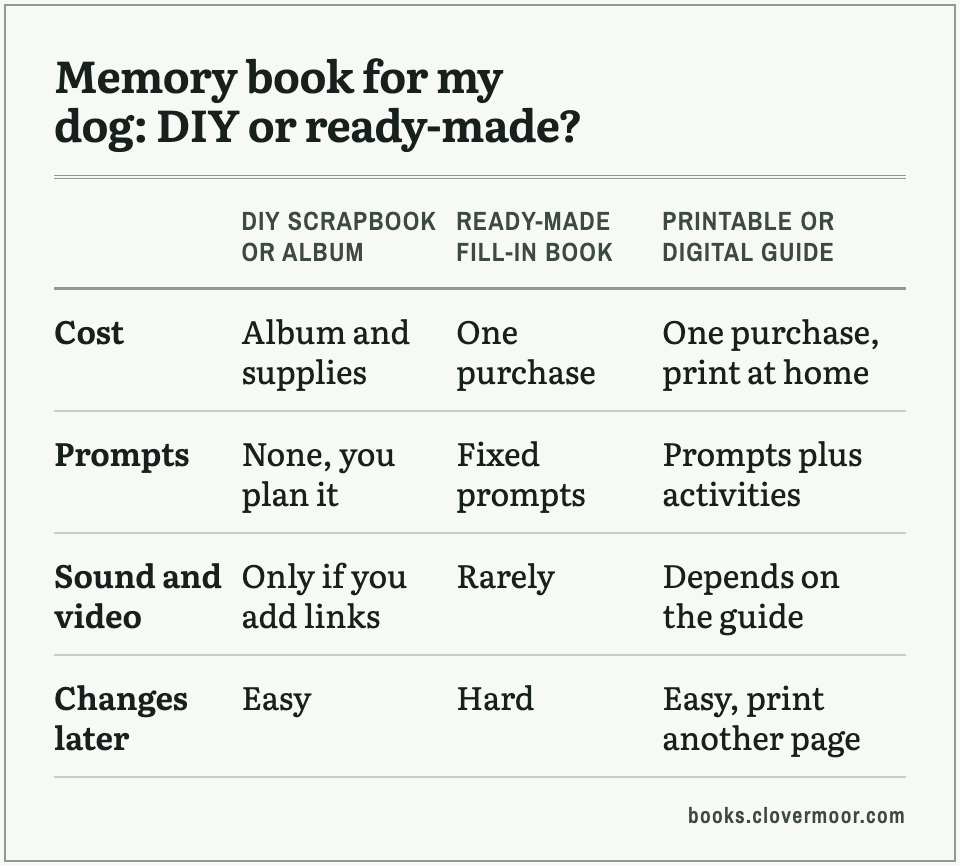 Memory book for my
dog: DIY or ready-made?
DIY SCRAPBOOK OR ALBUM
READY-MADE FILL-IN BOOK
PRINTABLE OR DIGITAL GUIDE
Cost
Album and supplies
One purchase
One purchase, print at home
Prompts
None, you plan it
Fixed prompts
Prompts plus activities
Sound and video
Only if you add links
Rarely
Depends on the guide
Changes later
Easy
Hard
Easy, print another page
books.clovermoor.com